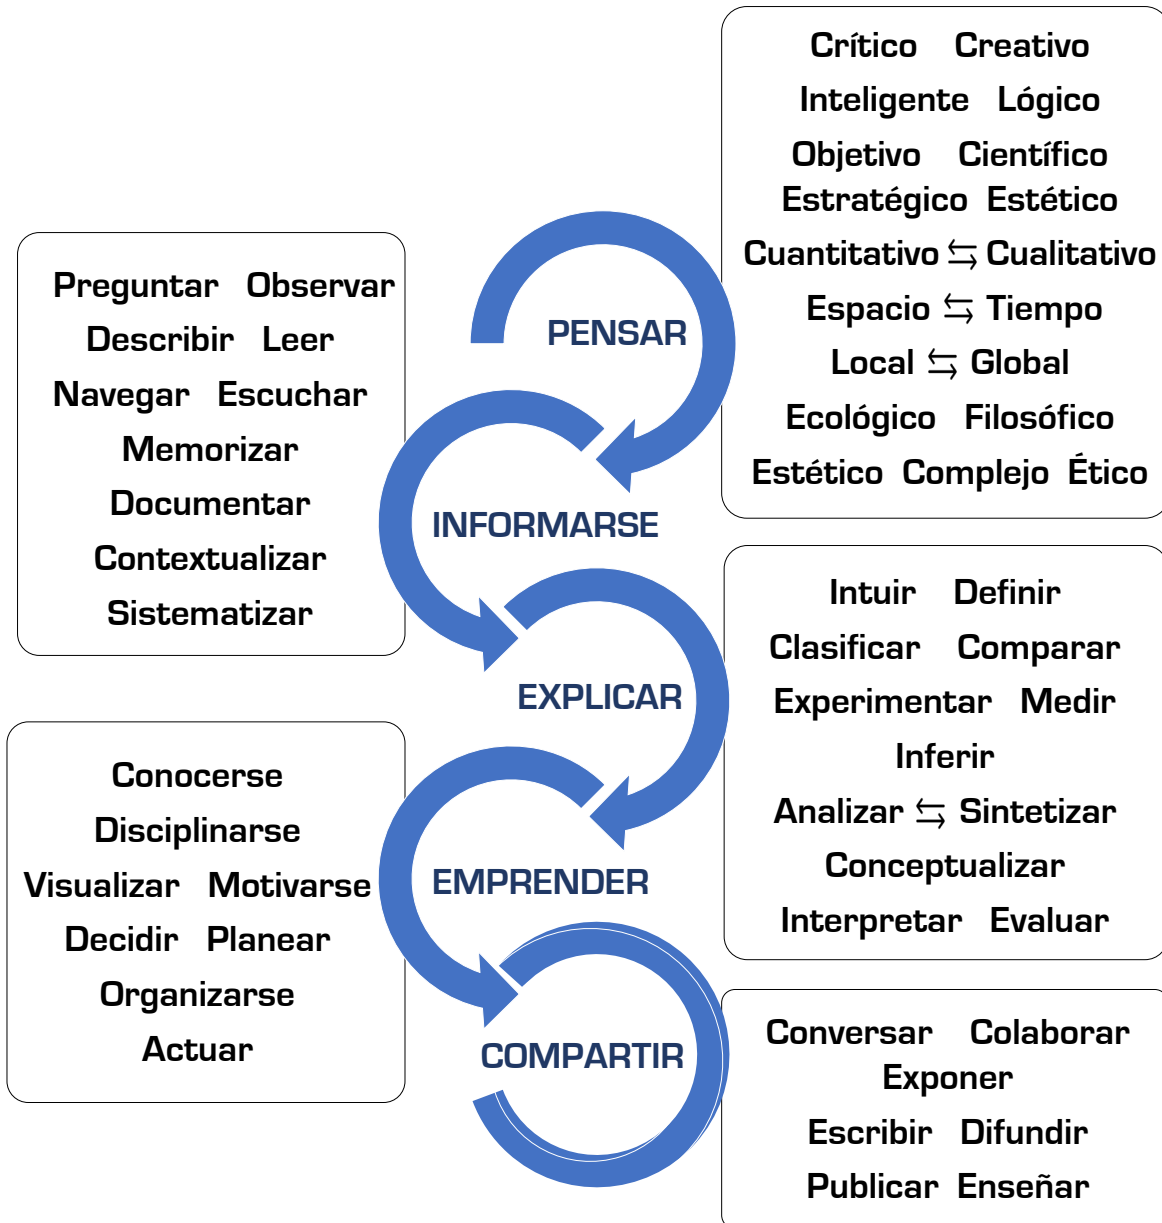 Crítico Creativo
Inteligente Lógico
Objetivo Científico
Estratégico Estético
Cuantitativo ⇆ Cualitativo
Espacio ⇆ Tiempo
Local ⇆ Global
Ecológico Filosófico
Estético Complejo Ético
PENSAR
Preguntar Observar
Describir Leer
Navegar Escuchar
Memorizar
Documentar
Contextualizar
Sistematizar
INFORMARSE
Intuir Definir
Clasificar Comparar
Experimentar Medir
Inferir
Analizar ⇆ Sintetizar
Conceptualizar
Interpretar Evaluar
EXPLICAR
Conocerse
Disciplinarse
Visualizar Motivarse
Decidir Planear
Organizarse
Actuar
EMPRENDER
COMPARTIR
Conversar Colaborar
Exponer
Escribir Difundir
Publicar Enseñar